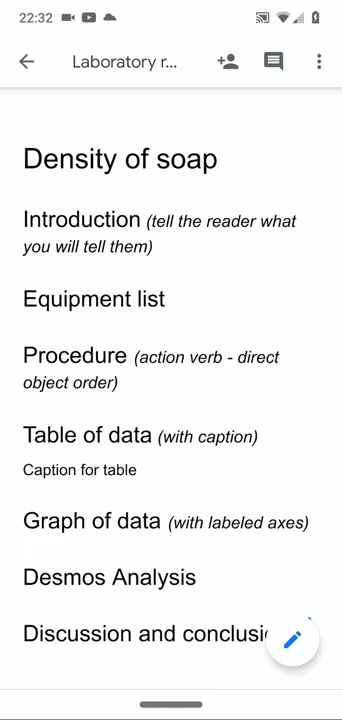 22:32
Laboratory r...
Density of soap
Introduction (tell the reader what
you will tell them)
Equipment list
Procedure (action verb - direct
object order)
Table of data (with caption)
Caption for table
Graph of data (with labeled axes)
Desmos Analysis
Discussion and conclusi